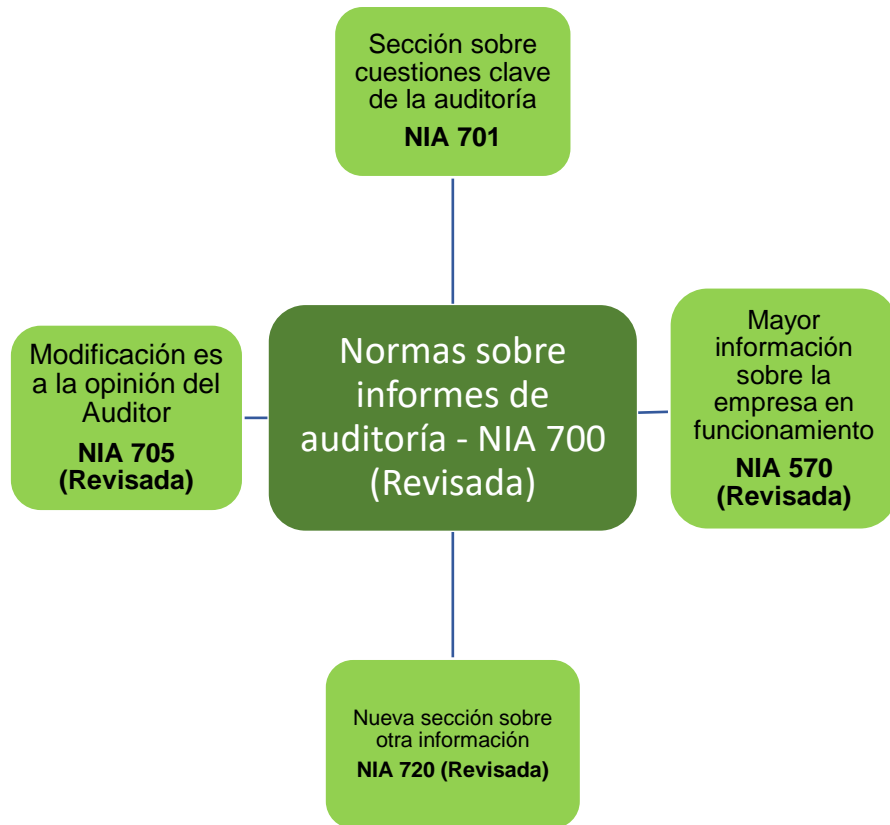 Sección sobre
cuestiones clave
de la auditoría
NIA 701
Modificación es
a la opinión del
Auditor
NIA 705
(Revisada)
Normas sobre
informes de
auditoría - NIA 700
(Revisada)
Mayor
información
sobre la
empresa en
funcionamiento
NIA 570
(Revisada)
Nueva sección sobre
otra información
NIA 720 (Revisada)